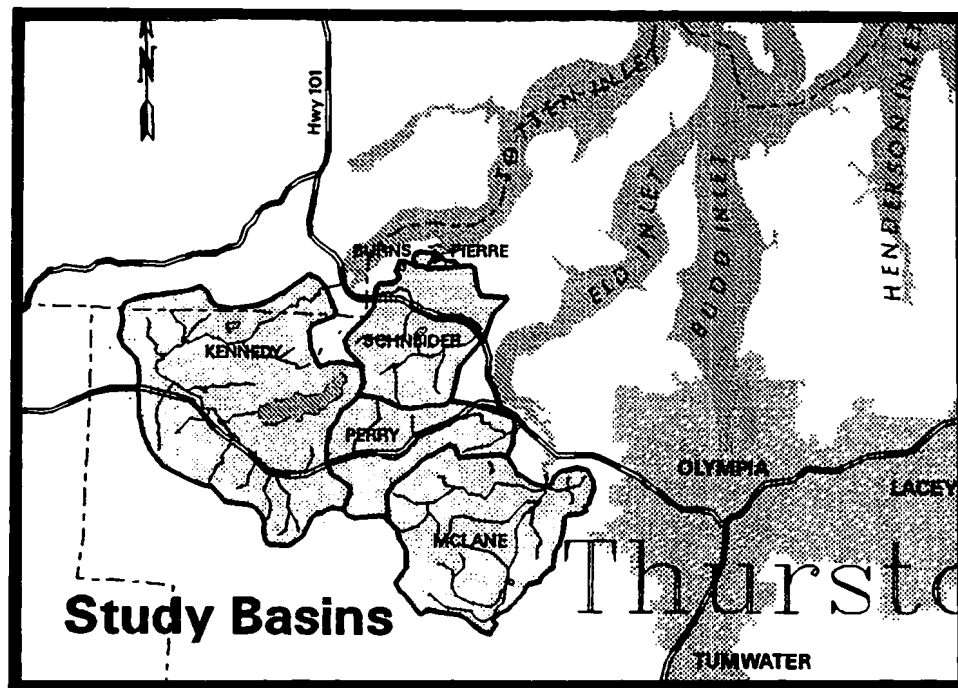 N
Hwy 101
TOTTEN INLET
ELD INLET
BUDD INLET
HENDERSON INLET
BURNS
PIERRE
KENNEDY
SCHNEIDER
PERRY
MCLANE
OLYMPIA
LACEY
Thursto
Study Basins
TUMWATER